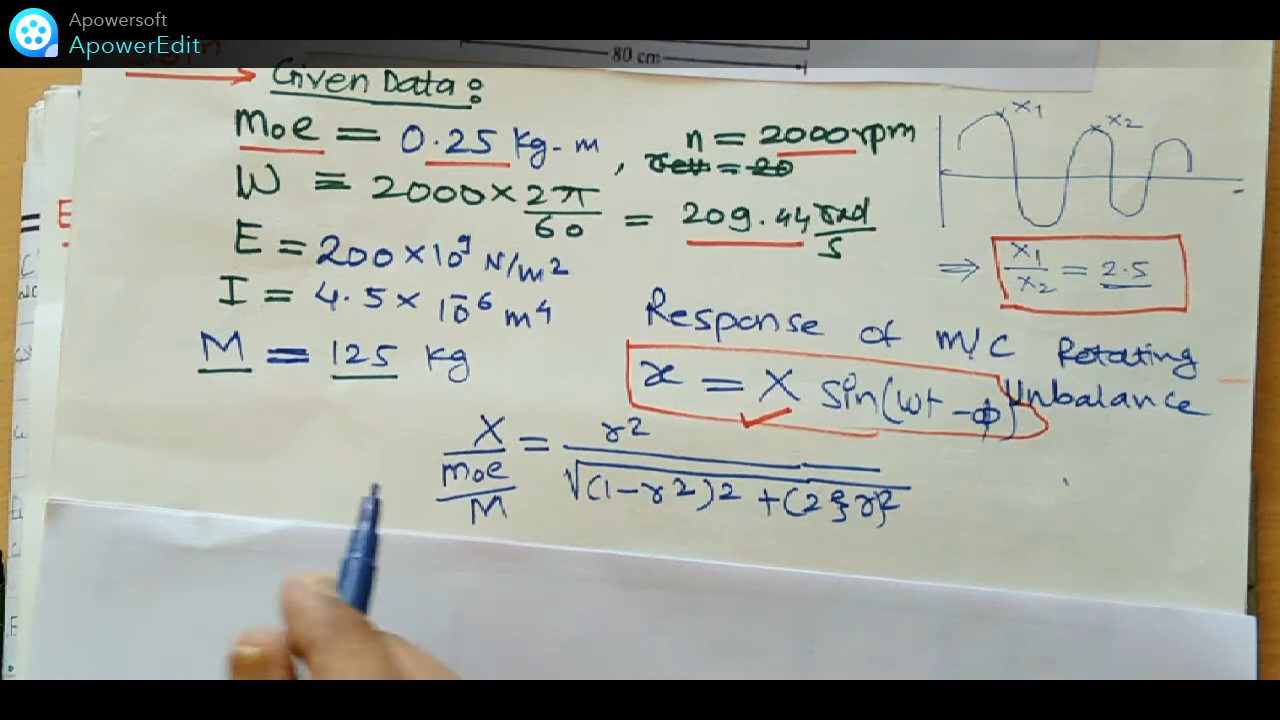 Apowersoft
ApowerEdit
80 cm
Given Data:
m₀e = 0.25 kg-m , n = 2000 rpm
ω = 2000 × 2π/60 = 209.44 rad/s
E = 200 × 10⁹ N/m²
I = 4.5 × 10⁻⁶ m⁴
M = 125 kg
x₁ x₂
⇒ x₁/x₂ = 2.5
Response of M/C Rotating
Unbalance
x = X sin(ωt - φ)
X/(m₀e/M) = r²/√((1-r²)² + (2ξr)²)